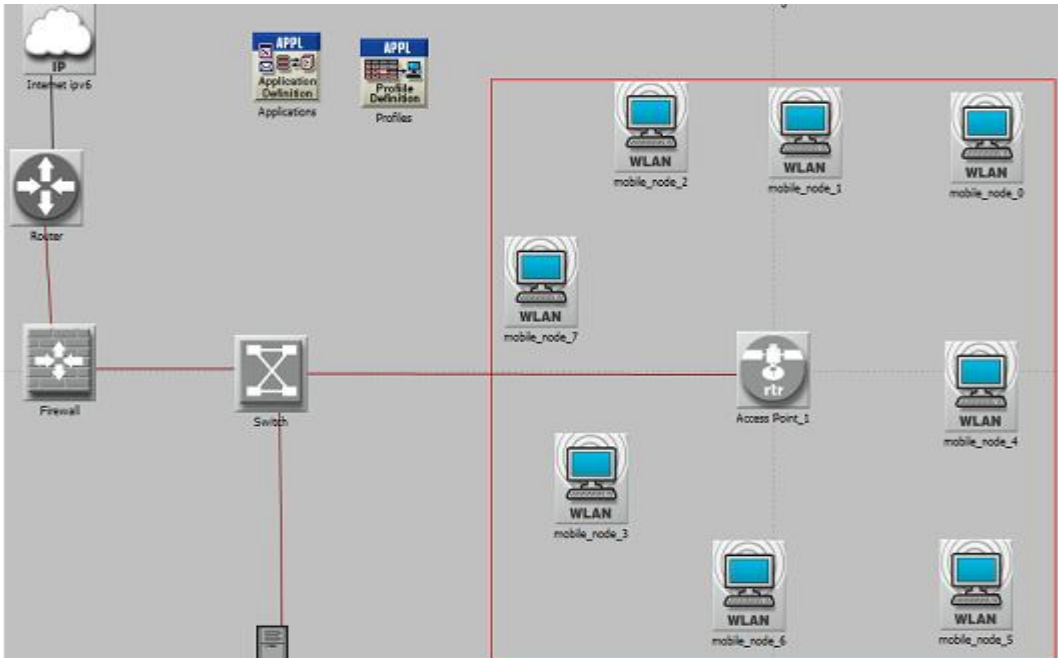 IP
Internet ipv6
APPL
Application
Definition
Applications
APPL
Profile
Definition
Profiles
WLAN
mobile_node_2
WLAN
mobile_node_1
WLAN
mobile_node_0
Router
WLAN
mobile_node_7
Firewall
Switch
rtr
Access Point_1
WLAN
mobile_node_4
WLAN
mobile_node_3
WLAN
mobile_node_6
WLAN
mobile_node_5